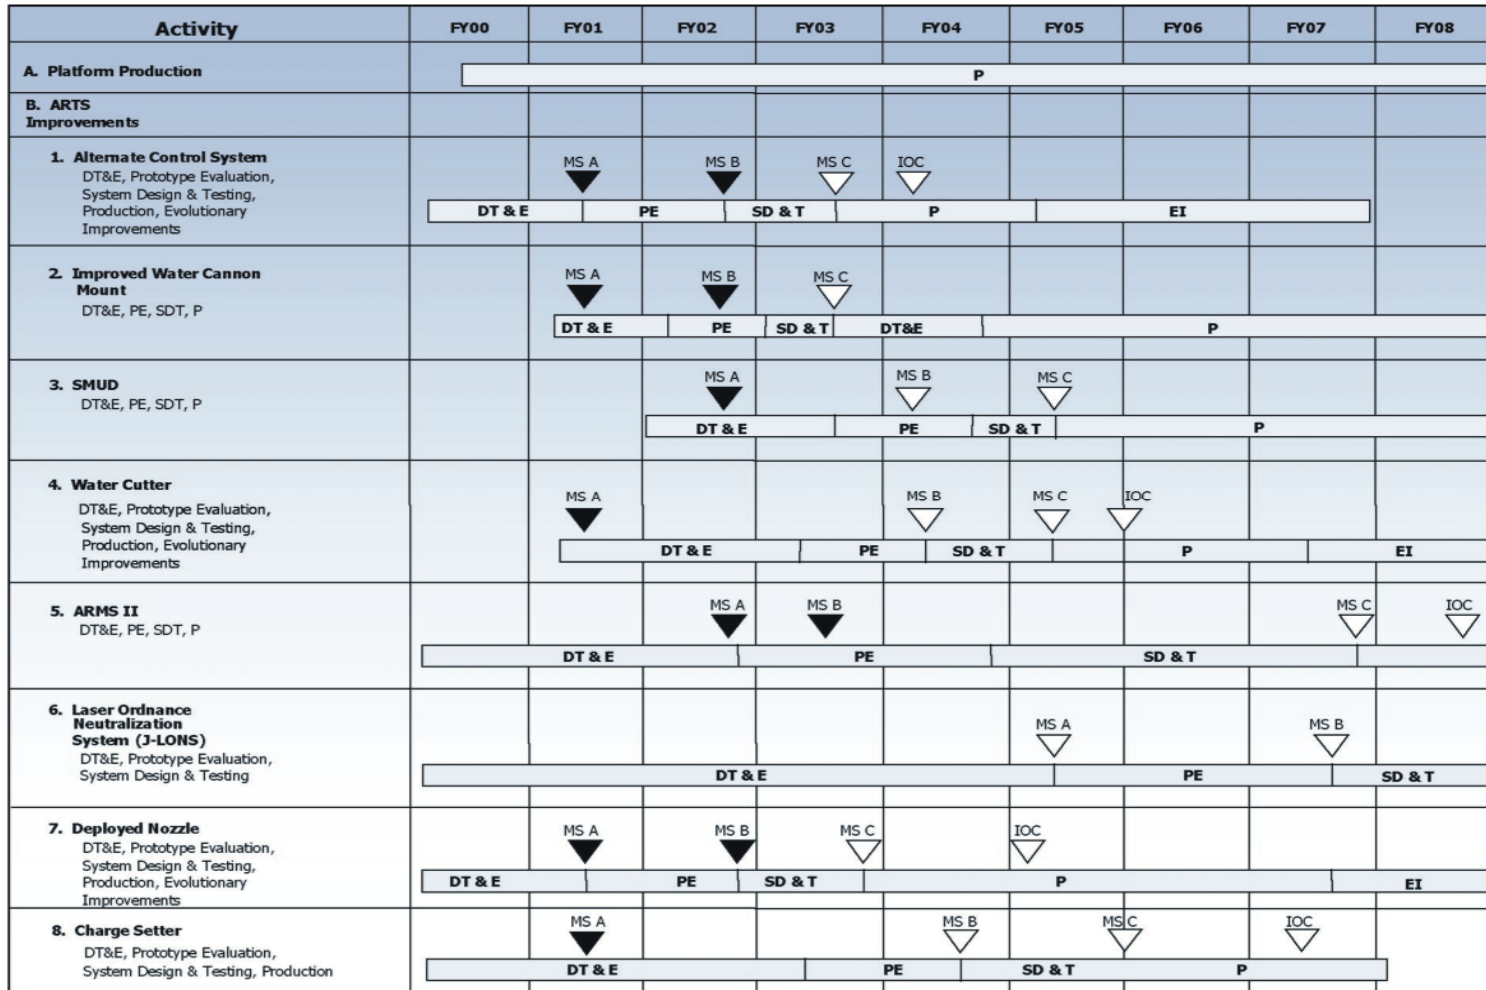 Activity FY00 FY01 FY02 FY03 FY04 FY05 FY06 FY07 FY08
A. Platform Production
P
B. ARTS
Improvements
1. Alternate Control System
DT&E, Prototype Evaluation,
System Design & Testing,
Production, Evolutionary
Improvements
MS A MS B MS C IOC
DT & E PE SD & T P EI
2. Improved Water Cannon
Mount
DT&E, PE, SDT, P
MS A MS B MS C
DT & E PE SD & T DT&E P
3. SMUD
DT&E, PE, SDT, P
MS A MS B MS C
DT & E PE SD & T P
4. Water Cutter
DT&E, Prototype Evaluation,
System Design & Testing,
Production, Evolutionary
Improvements
MS A MS B MS C IOC
DT & E PE SD & T P EI
5. ARMS II
DT&E, PE, SDT, P
MS A MS B MS C IOC
DT & E PE SD & T
6. Laser Ordnance
Neutralization
System (J-LONS)
DT&E, Prototype Evaluation,
System Design & Testing
MS A MS B
DT & E PE SD & T
7. Deployed Nozzle
DT&E, Prototype Evaluation,
System Design & Testing,
Production, Evolutionary
Improvements
MS A MS B MS C IOC
DT & E PE SD & T P EI
8. Charge Setter
DT&E, Prototype Evaluation,
System Design & Testing, Production
MS A MS B MS C IOC
DT & E PE SD & T P